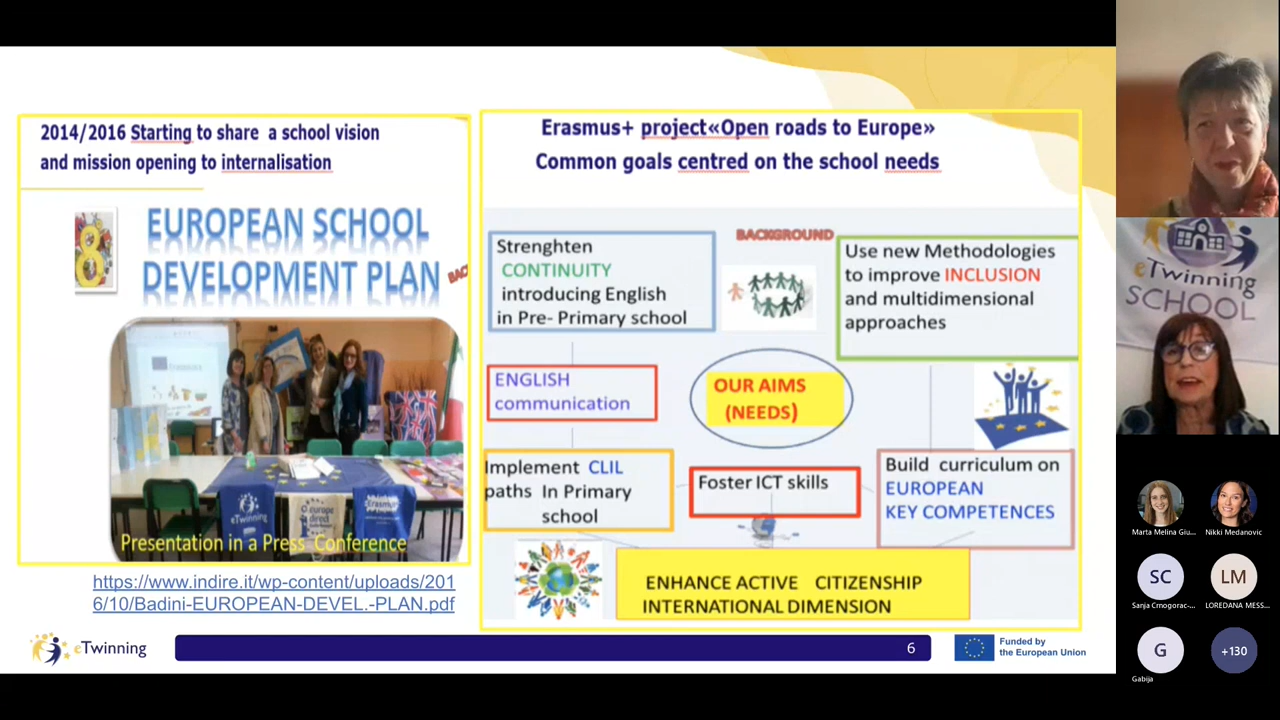 2014/2016 Starting to share a school vision
and mission opening to internalisation
8
EUROPEAN SCHOOL
DEVELOPMENT PLAN
eTwinning
europe
direct
Presentation in a Press Conference
https://www.indire.it/wp-content/uploads/201
6/10/Badini-EUROPEAN-DEVEL.-PLAN.pdf
Erasmus+ project«Open roads to Europe»
Common goals centred on the school needs
BACKGROUND
Strenghten
CONTINUITY
introducing English
in Pre- Primary school
Use new Methodologies
to improve INCLUSION
and multidimensional
approaches
ENGLISH
communication
OUR AIMS
(NEEDS)
Implement CLIL
paths In Primary
school
Foster ICT skills
Build curriculum on
EUROPEAN
KEY COMPETENCES
ENHANCE ACTIVE CITIZENSHIP
INTERNATIONAL DIMENSION
eTwinning
6
Funded by
the European Union
eTwinning
SCHOOL
Marta Melina Giu...
Nikki Medanovic
SC
LM
Sanja Crnogorac-...
LOREDANA MESS...
G
+130
Gabija